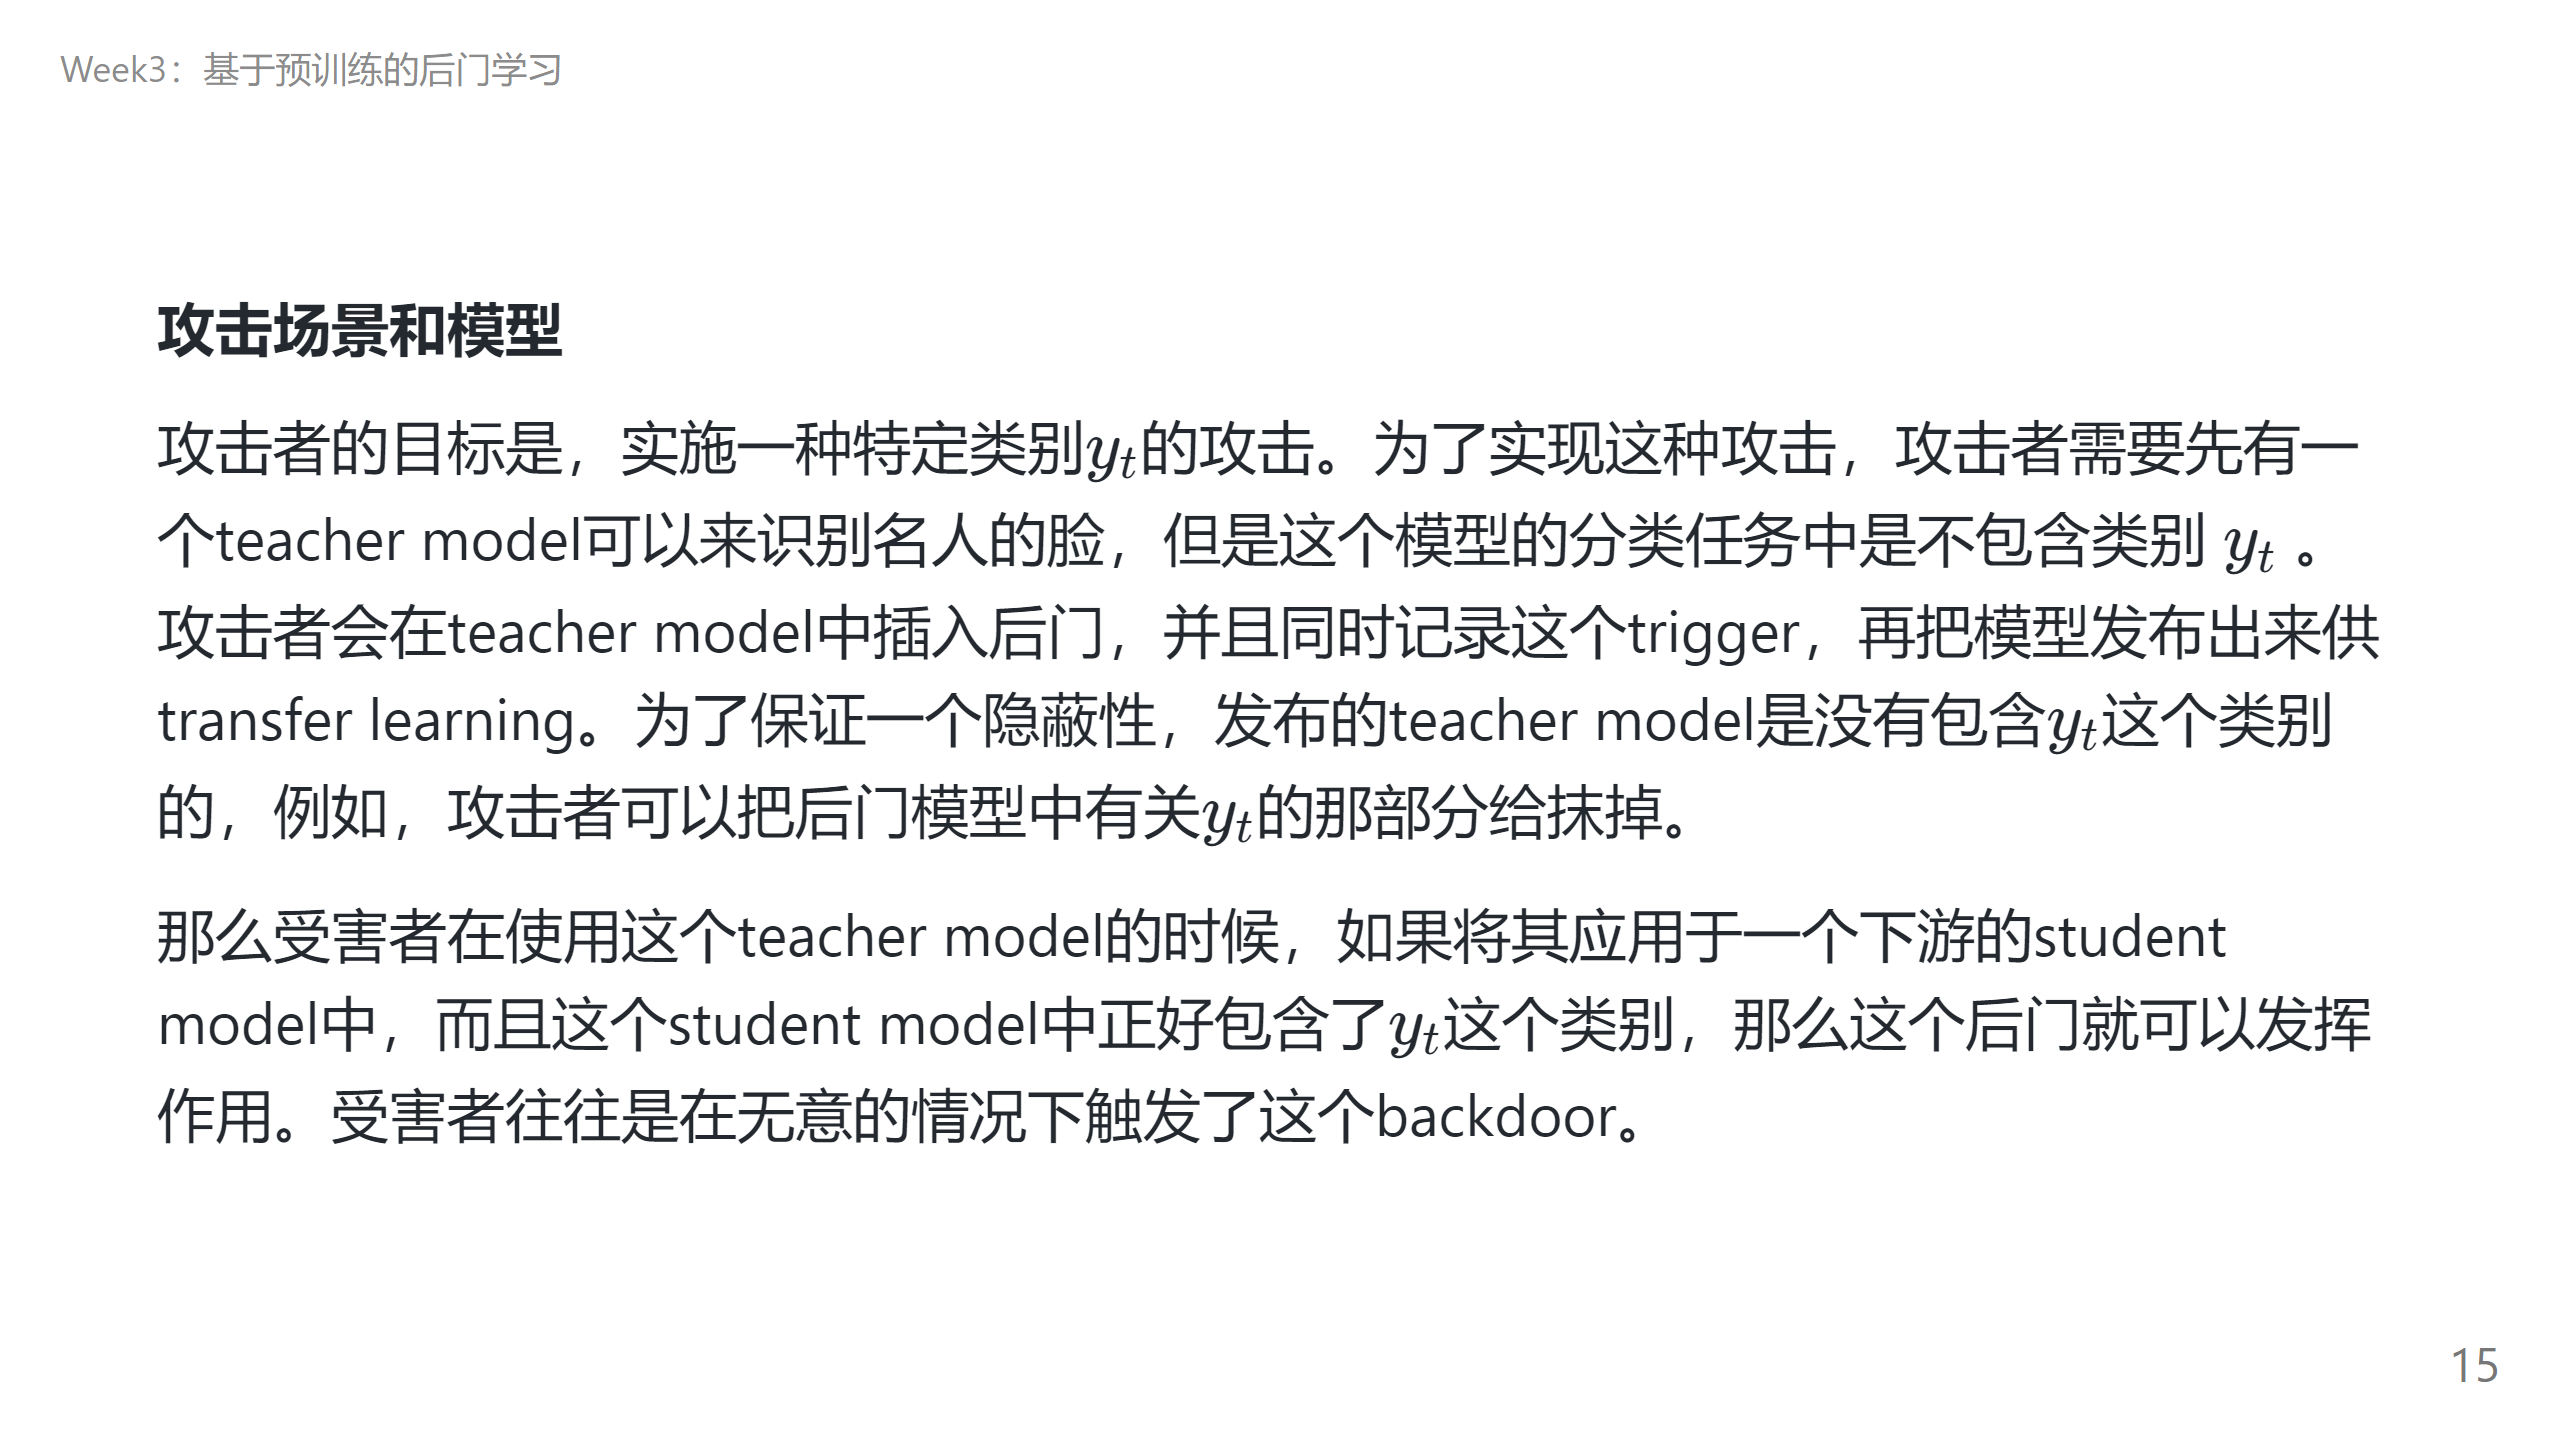 Week3：基于预训练的后门学习
攻击场景和模型
攻击者的目标是，实施一种特定类别y_t的攻击。为了实现这种攻击，攻击者需要先有一
个teacher model可以来识别名人的脸，但是这个模型的分类任务中是不包含类别 y_t 。
攻击者会在teacher model中插入后门，并且同时记录这个trigger，再把模型发布出来供
transfer learning。为了保证一个隐蔽性，发布的teacher model是没有包含y_t这个类别
的，例如，攻击者可以把后门模型中有关y_t的那部分给抹掉。
那么受害者在使用这个teacher model的时候，如果将其应用于一个下游的student
model中，而且这个student model中正好包含了y_t这个类别，那么这个后门就可以发挥
作用。受害者往往是在无意的情况下触发了这个backdoor。
15